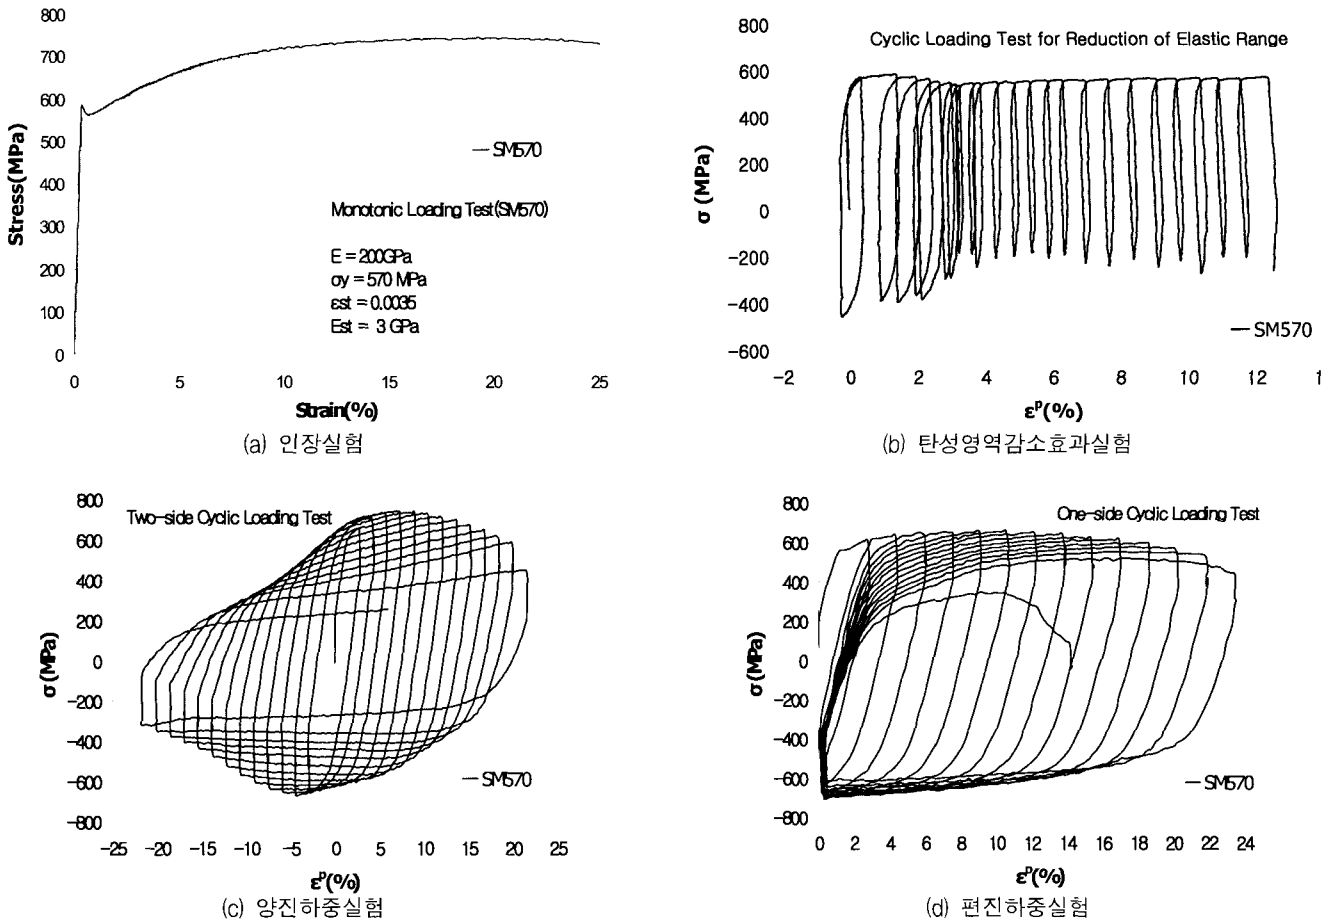 800
700
600
500
400
300
200
100
0
Stress(MPa)
SM570
Monotonic Loading Test(SM570)
E = 200GPa
σy = 570 MPa
εst = 0.0035
Est = 3 GPa
0 5 10 15 20 25
Strain(%)
(a) 인장실험
800
600
400
200
0
-200
-400
-600
σ (MPa)
Cyclic Loading Test for Reduction of Elastic Range
SM570
-2 0 2 4 6 8 10 12 1
εᵖ(%)
(b) 탄성영역감소효과실험
800
600
400
200
0
-200
-400
-600
-800
σ(MPa)
Two-side Cyclic Loading Test
SM570
-25 -20 -15 -10 -5 0 5 10 15 20 25
εᵖ(%)
(c) 양진하중실험
800
600
400
200
0
-200
-400
-600
-800
σ(MPa)
One-side Cyclic Loading Test
SM570
0 2 4 6 8 10 12 14 16 18 20 22 24
εᵖ(%)
(d) 편진하중실험